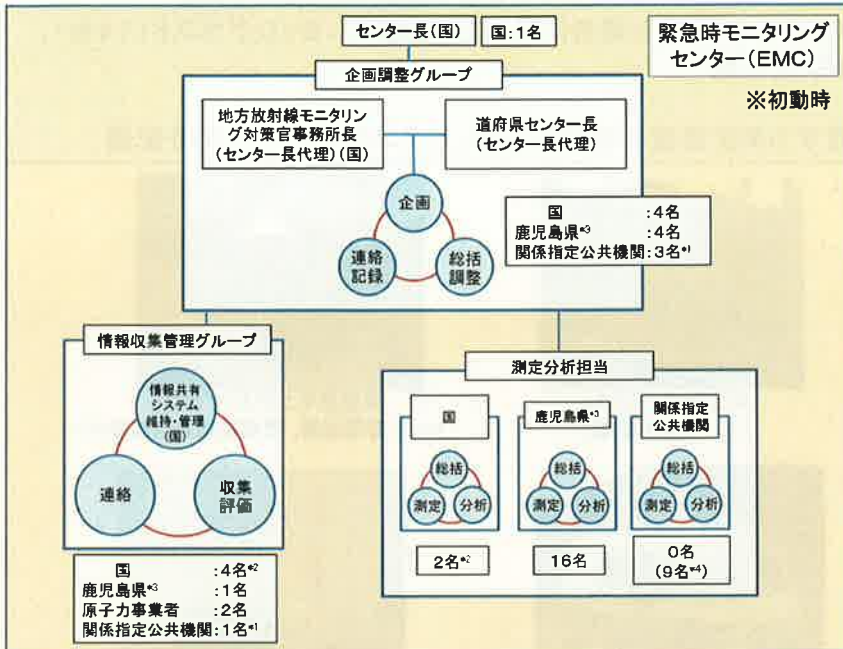 センター長(国)
国:1名
緊急時モニタリング
センター(EMC)
※初動時
企画調整グループ
地方放射線モニタリン
グ対策官事務所長
(センター長代理)(国)
道府県センター長
(センター長代理)
企画
連絡
記録
総括
調整
国 :4名
鹿児島県*3 :4名
関係指定公共機関:3名*1
情報収集管理グループ
情報共有
システム
維持・管理
(国)
連絡
収集
評価
国 :4名*2
鹿児島県*3 :1名
原子力事業者 :2名
関係指定公共機関:1名*1
測定分析担当
国
総括
測定
分析
2名*2
鹿児島県*3
総括
測定
分析
16名
関係指定
公共機関
総括
測定
分析
0名
(9名*4)